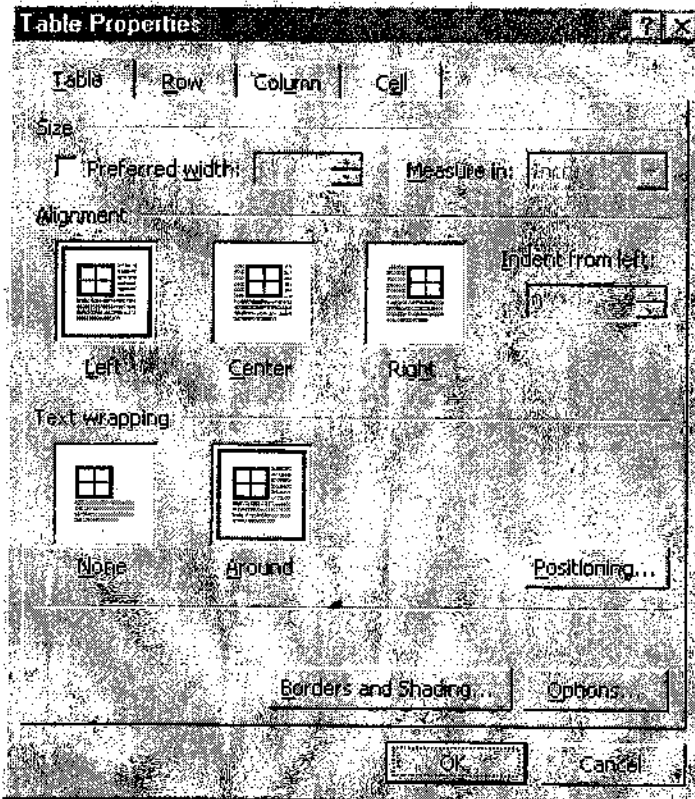 Table Properties
Table Row Column Cell
Size
Preferred width: Measure in:
Alignment
Indent from left:
0"
Left Center Right
Text wrapping
None Around
Positioning...
Borders and Shading... Options...
OK Cancel